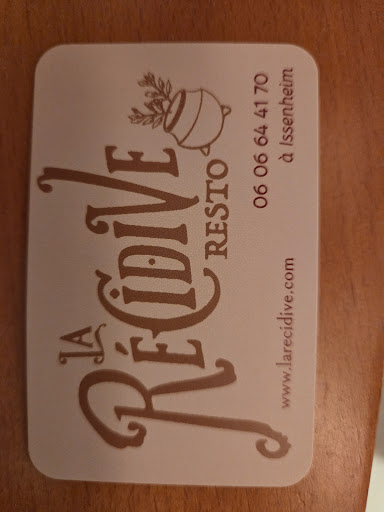 LA
RÉCIDIVE
RESTO
06 06 64 41 70
à Issenheim
www.larecidive.com